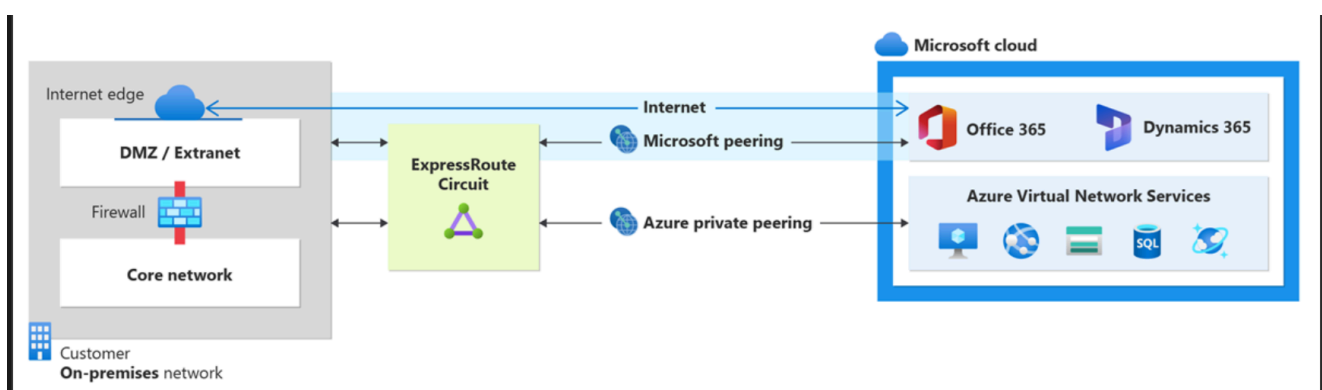 Microsoft cloud
Internet edge
Internet
Office 365
Dynamics 365
DMZ / Extranet
Microsoft peering
ExpressRoute
Circuit
Azure Virtual Network Services
Firewall
Azure private peering
SQL
Core network
Customer
On-premises network